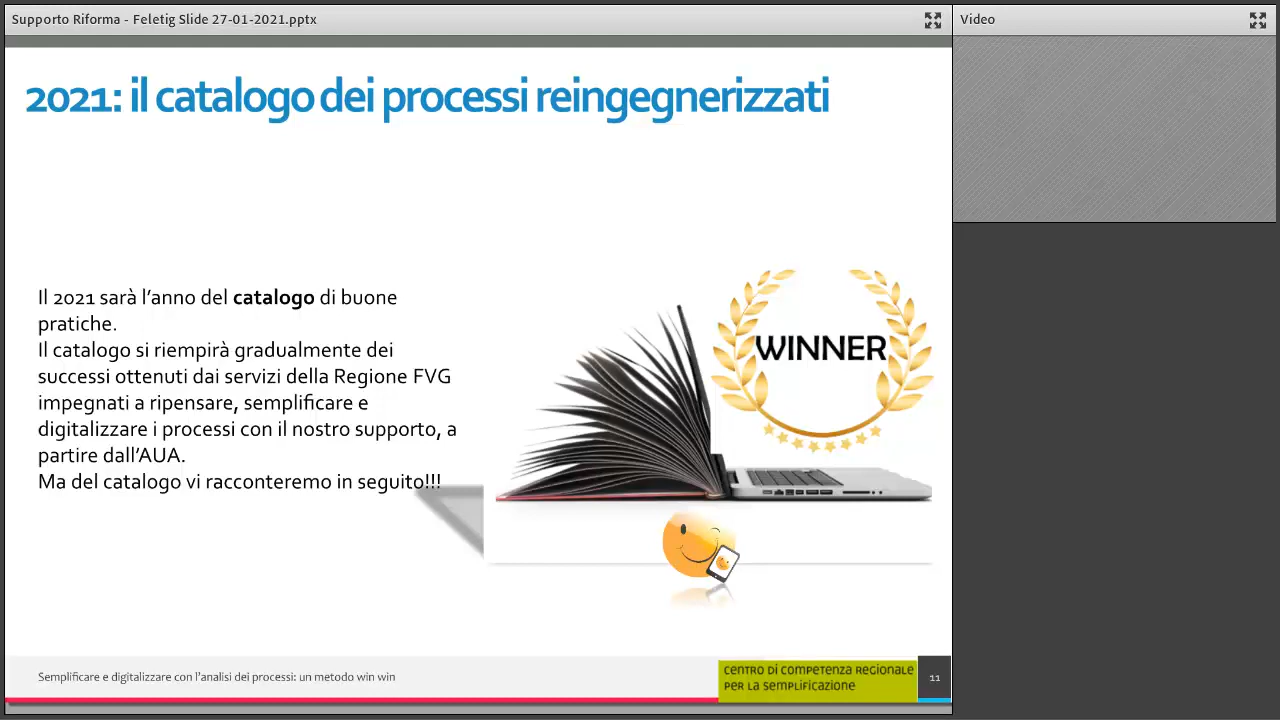 Supporto Riforma - Feletig Slide 27-01-2021.pptx
Video
2021: il catalogo dei processi reingegnerizzati
Il 2021 sarà l'anno del catalogo di buone
pratiche.
Il catalogo si riempirà gradualmente dei
successi ottenuti dai servizi della Regione FVG
impegnati a ripensare, semplificare e
digitalizzare i processi con il nostro supporto, a
partire dall'AUA.
Ma del catalogo vi racconteremo in seguito!!!
WINNER
Semplificare e digitalizzare con l'analisi dei processi: un metodo win win
CENTRO DI COMPETENZA REGIONALE
PER LA SEMPLIFICAZIONE
11